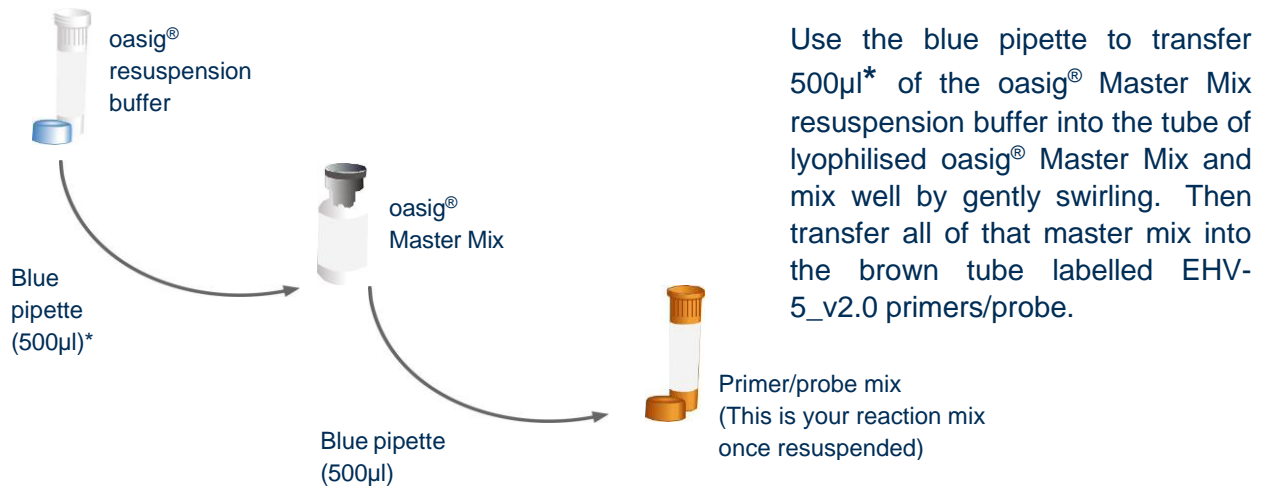 oasig®
resuspension
buffer
Blue
pipette
(500µl)*
oasig®
Master Mix
Blue pipette
(500µl)
Primer/probe mix
(This is your reaction mix
once resuspended)
Use the blue pipette to transfer
500µl* of the oasig® Master Mix
resuspension buffer into the tube of
lyophilised oasig® Master Mix and
mix well by gently swirling. Then
transfer all of that master mix into
the brown tube labelled EHV-
5_v2.0 primers/probe.